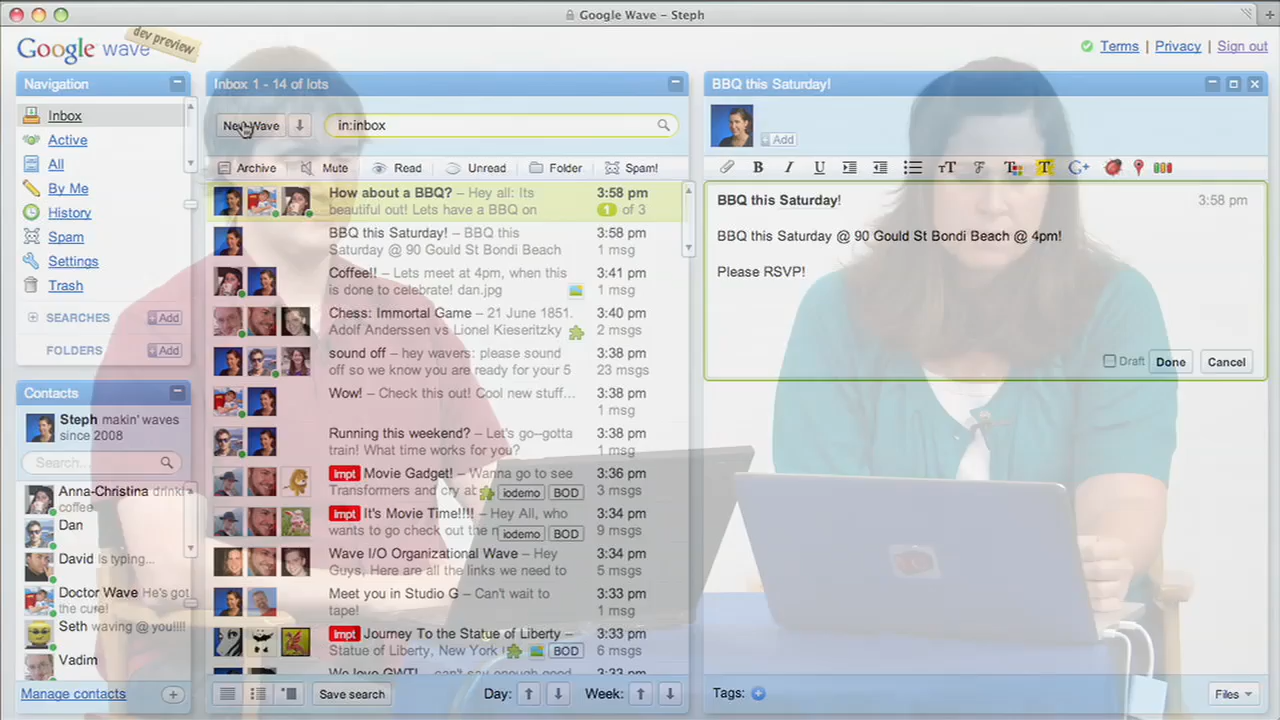 Google Wave – Steph
Google wave
dev preview
Terms
Privacy
Sign out
Navigation
Inbox
Active
All
By Me
History
Spam
Settings
Trash
SEARCHES
Add
FOLDERS
Add
Contacts
Steph makin' waves
since 2008
Search...
Anna-Christina
coffee
Dan
David is typing...
Doctor Wave He's got
the cure!
Seth waving @ you!!!!
Vadim
Manage contacts
Inbox 1 - 14 of lots
New Wave
in:inbox
Archive
Mute
Read
Unread
Folder
Spam!
How about a BBQ? – Hey all: Its 3:58 pm
beautiful out! Lets have a BBQ on 1 of 3
BBQ this Saturday! – BBQ this 3:58 pm
Saturday @ 90 Gould St Bondi Beach 1 msg
Coffee!! – Lets meet at 4pm, when this 3:41 pm
is done to celebrate! dan.jpg 1 msg
Chess: Immortal Game – 21 June 1851. 3:40 pm
Adolf Anderssen vs Lionel Kieseritzky 2 msgs
sound off – hey wavers: please sound 3:38 pm
off so we know you are ready for your 5 23 msgs
Wow! – Check this out! Cool new stuff... 3:38 pm
1 msg
Running this weekend? – Let's go–gotta 3:38 pm
train! What time works for you? 1 msg
Impt Movie Gadget! – Wanna go to see 3:36 pm
Transformers and cry at iodemo BOD 3 msgs
Impt It's Movie Time!!!! – Hey All, who 3:34 pm
wants to go check out the iodemo BOD 9 msgs
Wave I/O Organizational Wave – Hey 3:34 pm
Guys, Here are all the links we need to 5 msgs
Meet you in Studio G – Can't wait to 3:33 pm
tape! 1 msg
Impt Journey To the Statue of Liberty – 3:33 pm
Statue of Liberty, New York BOD 6 msgs
We love GWT! – can't say enough good 3:33 pm
Save search
Day:
Week:
BBQ this Saturday!
Add
B I U
BBQ this Saturday! 3:58 pm
BBQ this Saturday @ 90 Gould St Bondi Beach @ 4pm!
Please RSVP!
Draft
Done
Cancel
Tags:
Files